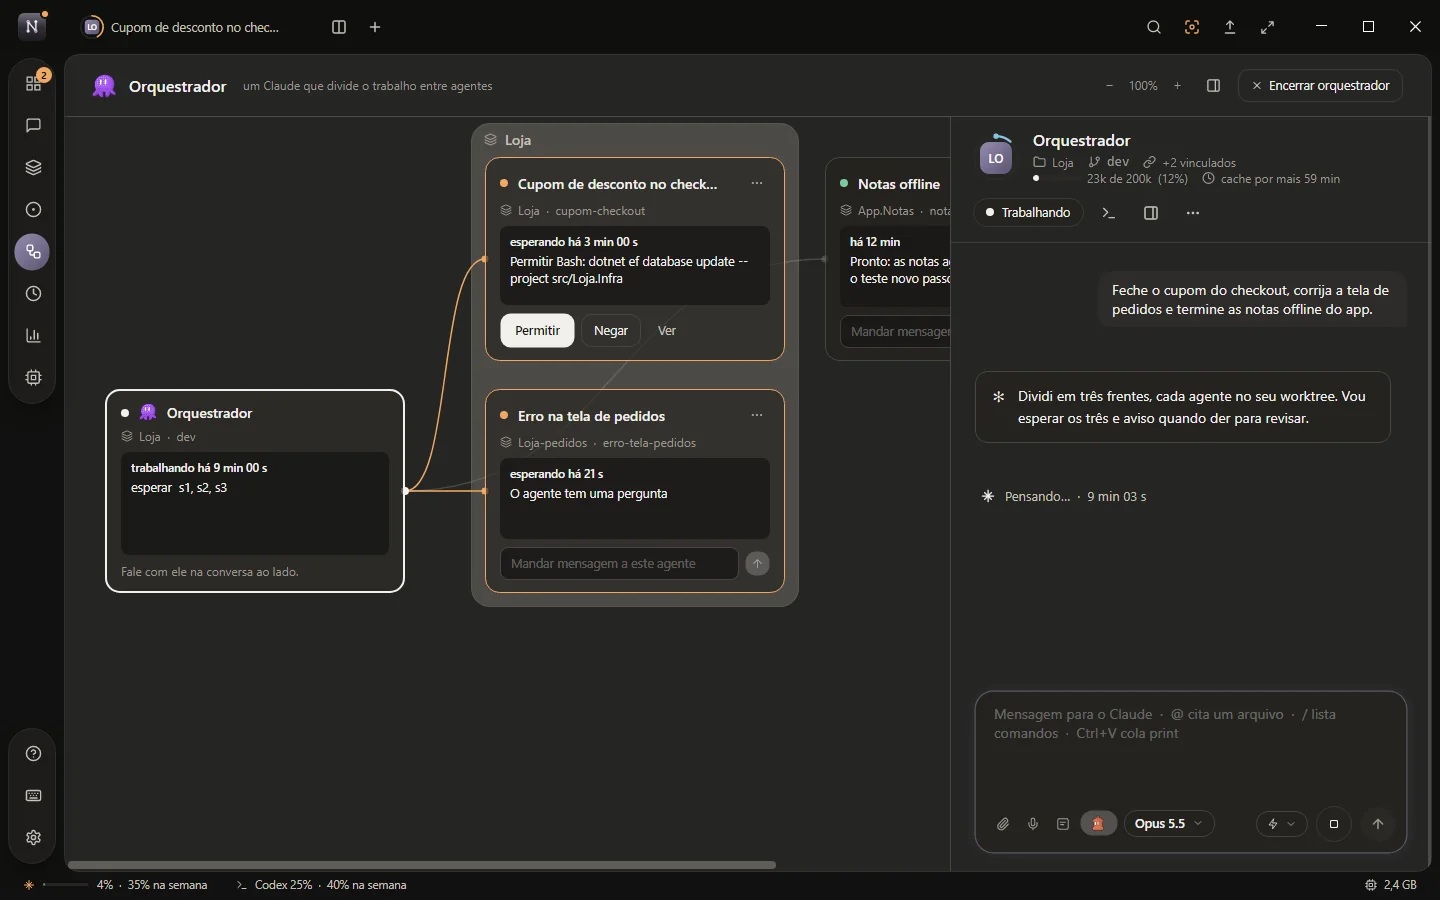 N
LO
Cupom de desconto no chec...
2
Orquestrador
um Claude que divide o trabalho entre agentes
100%
Encerrar orquestrador
Loja
Cupom de desconto no check...
Loja · cupom-checkout
esperando há 3 min 00 s
Permitir Bash: dotnet ef database update --
project src/Loja.Infra
Permitir
Negar
Ver
Notas offline
App.Notas · nota
há 12 min
Pronto: as notas a
o teste novo passo
Mandar mensager
Orquestrador
Loja · dev
trabalhando há 9 min 00 s
esperar s1, s2, s3
Fale com ele na conversa ao lado.
Erro na tela de pedidos
Loja-pedidos · erro-tela-pedidos
esperando há 21 s
O agente tem uma pergunta
Mandar mensagem a este agente
LO
Orquestrador
Loja dev +2 vinculados
23k de 200k (12%) cache por mais 59 min
Trabalhando
Feche o cupom do checkout, corrija a tela de
pedidos e termine as notas offline do app.
Dividi em três frentes, cada agente no seu worktree. Vou
esperar os três e aviso quando der para revisar.
Pensando... · 9 min 03 s
Mensagem para o Claude · @ cita um arquivo · / lista
comandos · Ctrl+V cola print
Opus 5.5
4% · 35% na semana
Codex 25% · 40% na semana
2,4 GB